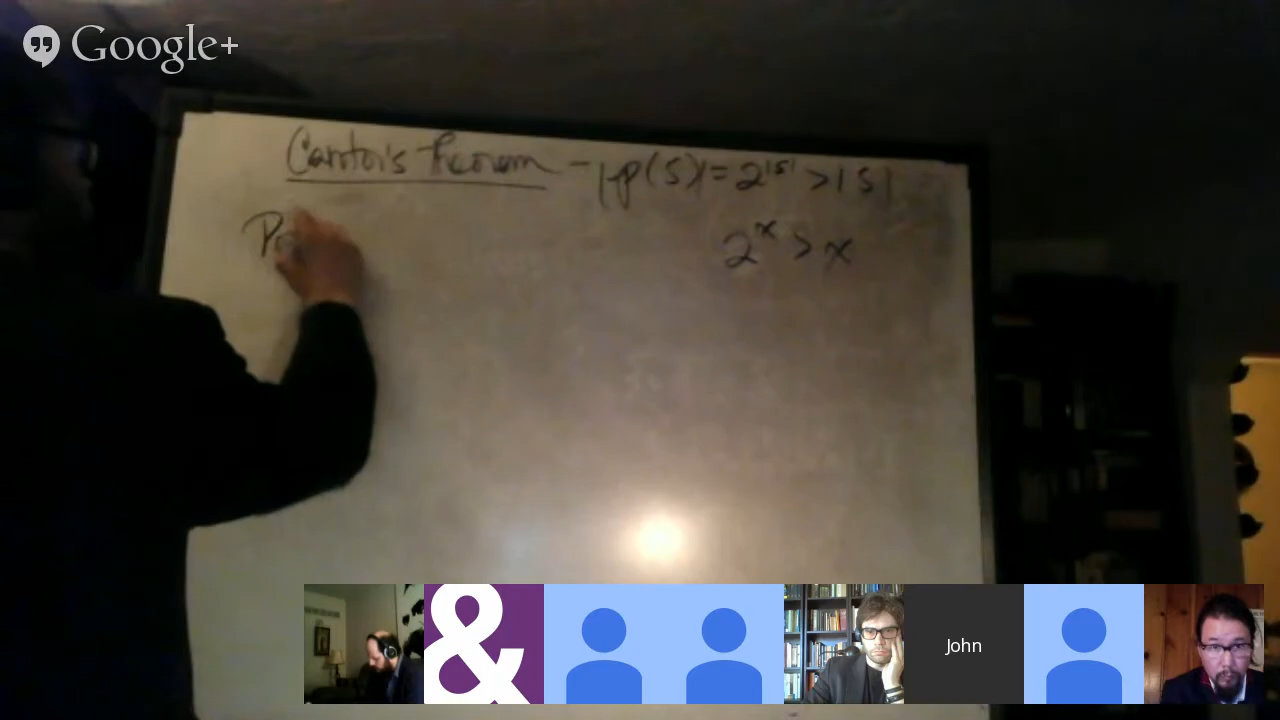 Google+
Cantor's Theorem - |p(S)| = 2^|S| > |S|
2^x > x
&
John